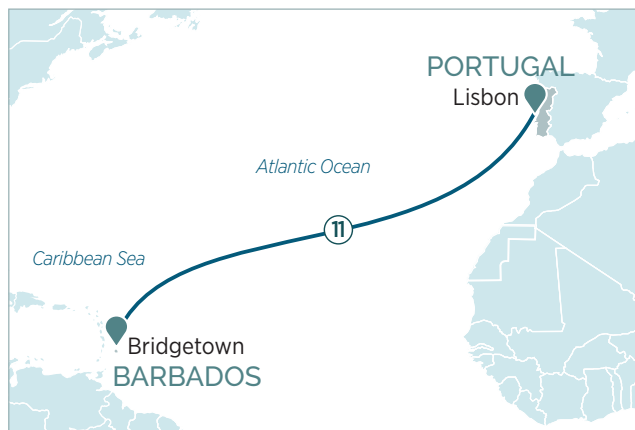 PORTUGAL
Lisbon
Atlantic Ocean
11
Caribbean Sea
Bridgetown
BARBADOS